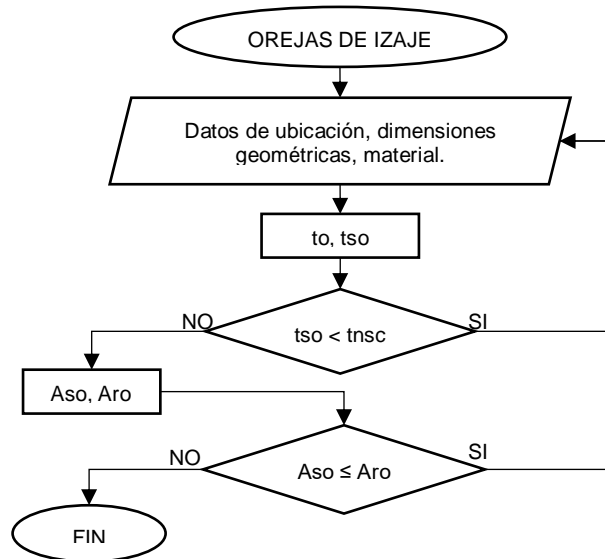 OREJAS DE IZAJE
Datos de ubicación, dimensiones
geométricas, material.
to, tso
NO
tso < tnsc
SI
Aso, Aro
NO
Aso ≤ Aro
SI
FIN